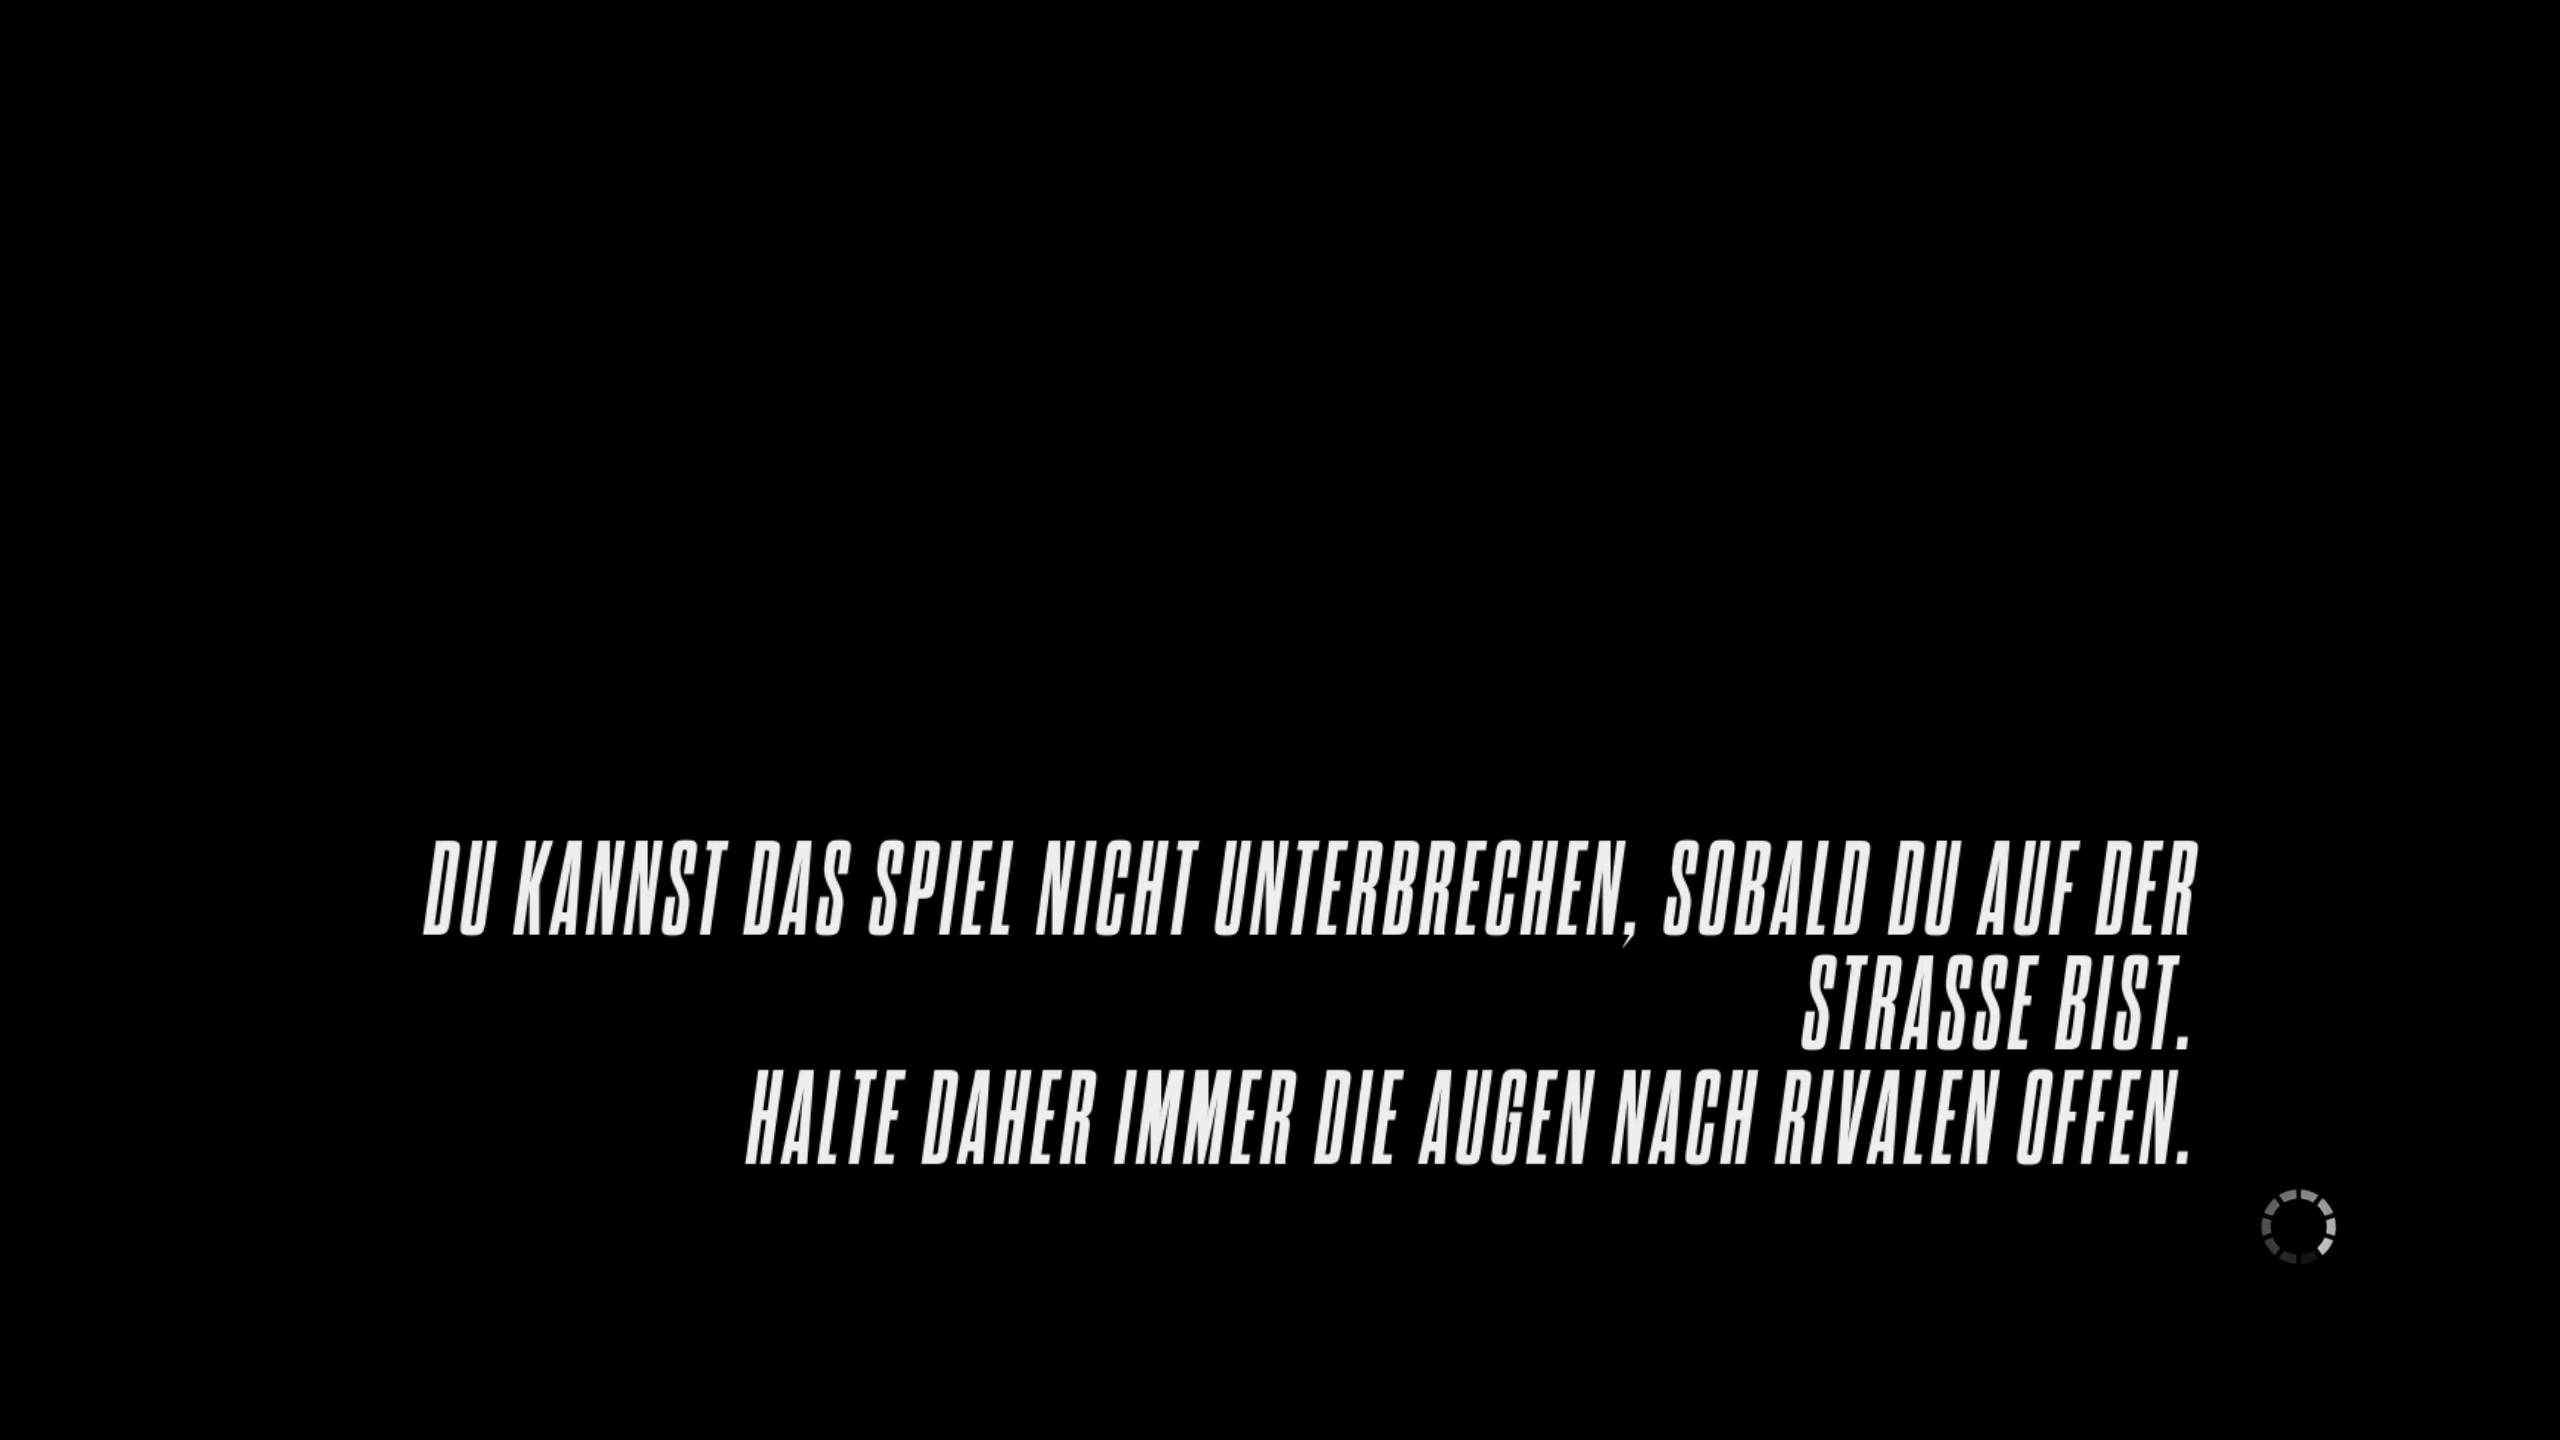 DU KANNST DAS SPIEL NICHT UNTERBRECHEN, SOBALD DU AUF DER
STRASSE BIST.
HALTE DAHER IMMER DIE AUGEN NACH RIVALEN OFFEN.